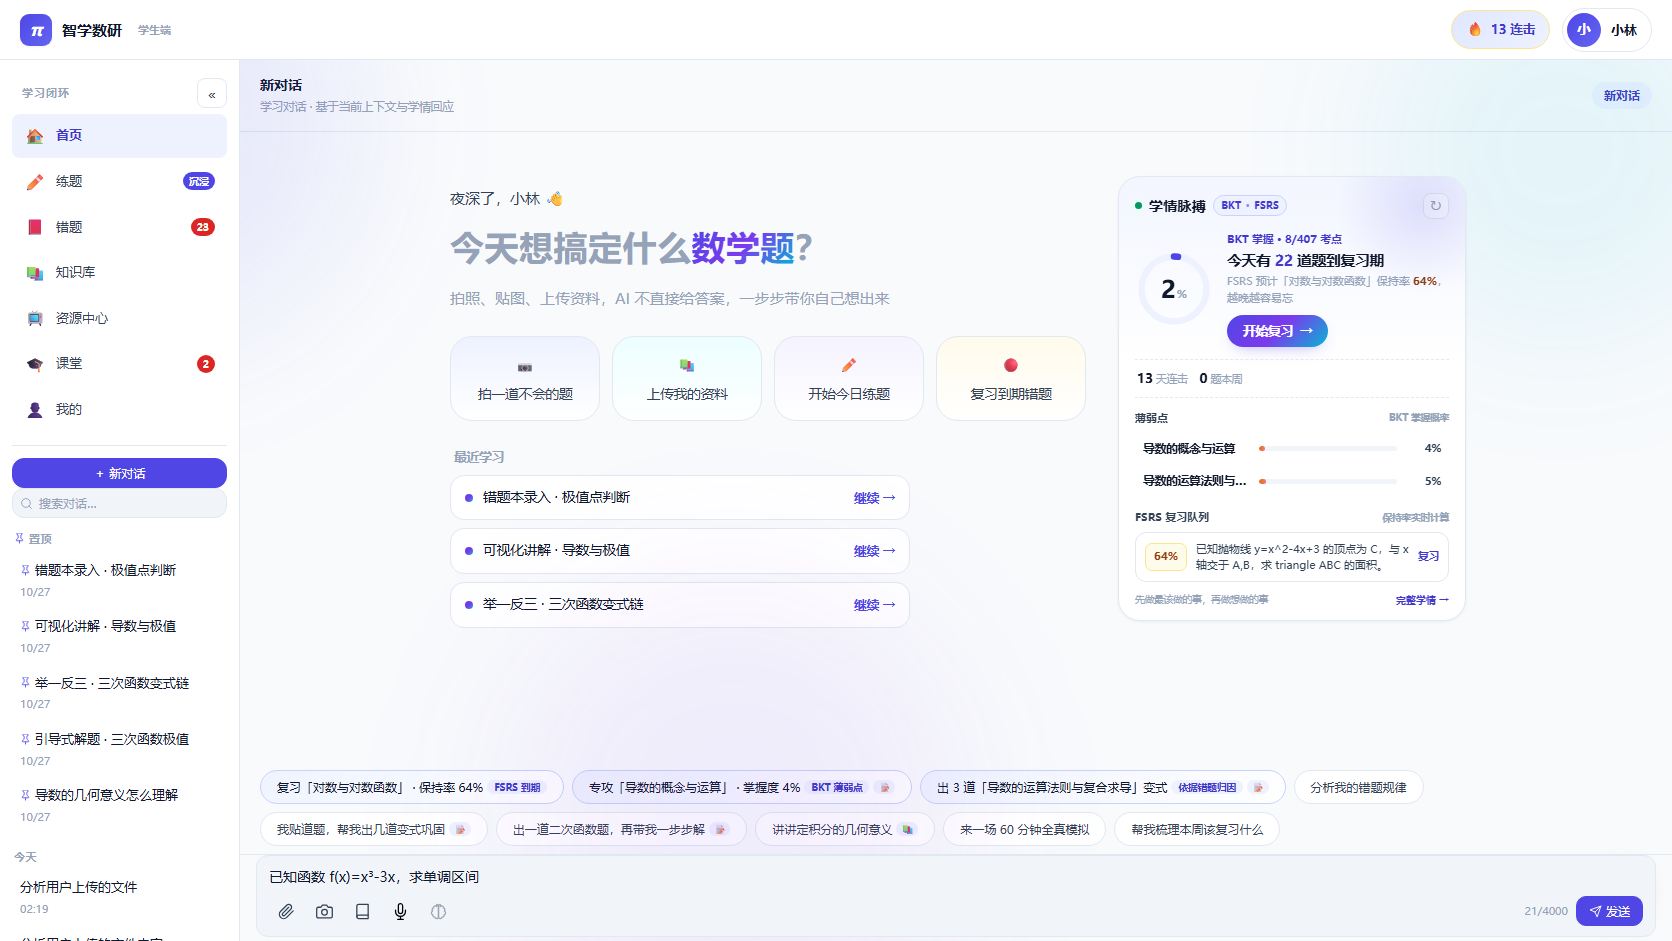 π 智学数研 学生端
13 连击
小 小林
学习闭环 «
首页
练题 沉浸
错题 23
知识库
资源中心
课堂 2
我的
+ 新对话
搜索对话...
置顶
错题本录入 · 极值点判断
10/27
可视化讲解 · 导数与极值
10/27
举一反三 · 三次函数变式链
10/27
引导式解题 · 三次函数极值
10/27
导数的几何意义怎么理解
10/27
今天
分析用户上传的文件
02:19
新对话
学习对话 · 基于当前上下文与学情回应
新对话
夜深了，小林
今天想搞定什么数学题？
拍照、贴图、上传资料，AI 不直接给答案，一步步带你自己想出来
拍一道不会的题
上传我的资料
开始今日练题
复习到期错题
最近学习
错题本录入 · 极值点判断 继续 →
可视化讲解 · 导数与极值 继续 →
举一反三 · 三次函数变式链 继续 →
学情脉搏 BKT · FSRS ↻
2%
BKT 掌握 • 8/407 考点
今天有 22 道题到复习期
FSRS 预计「对数与对数函数」保持率 64%，
越晚越容易忘
开始复习 →
13 天连击 0 题本周
薄弱点 BKT 掌握概率
导数的概念与运算 4%
导数的运算法则与... 5%
FSRS 复习队列 保持率实时计算
64%
已知抛物线 y=x^2-4x+3 的顶点为 C，与 x
轴交于 A,B，求 triangle ABC 的面积。
复习
先做最该做的事，再做想做的事 完整学情 →
复习「对数与对数函数」 · 保持率 64% FSRS 到期
专攻「导数的概念与运算」 · 掌握度 4% BKT 薄弱点
出 3 道「导数的运算法则与复合求导」变式 依据错题归因
分析我的错题规律
我贴道题，帮我出几道变式巩固
出一道二次函数题，再带我一步步解
讲讲定积分的几何意义
来一场 60 分钟全真模拟
帮我梳理本周该复习什么
已知函数 f(x)=x³-3x，求单调区间
21/4000 发送